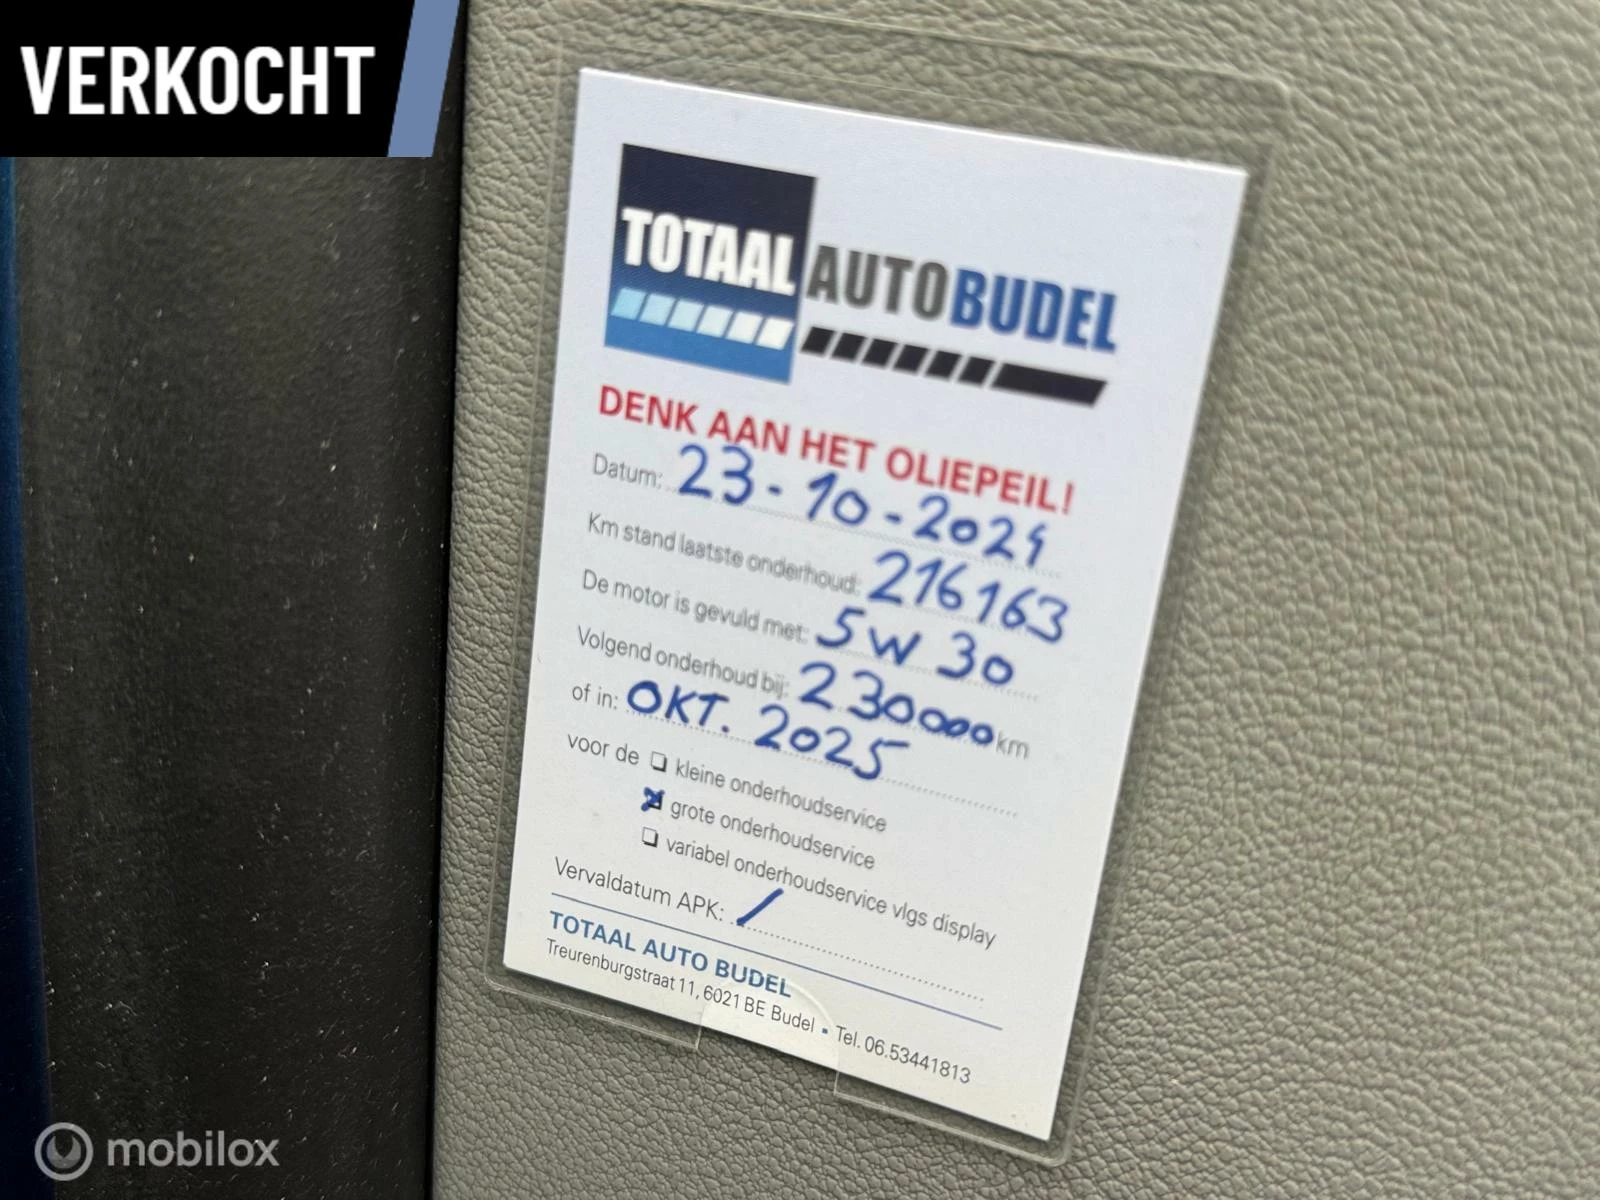 VERKOCHT
TOTAAL AUTOBUDEL
DENK AAN HET OLIEPEIL!
Datum: 23-10-2024
Km stand laatste onderhoud: 216163
De motor is gevuld met: 5W30
Volgend onderhoud bij: 230000 km
of in: OKT. 2025
voor de kleine onderhoudservice
grote onderhoudservice
variabel onderhoudservice vlgs display
Vervaldatum APK: /
TOTAAL AUTO BUDEL
Treurenburgstraat 11, 6021 BE Budel ▪ Tel. 06.53441813
mobilox